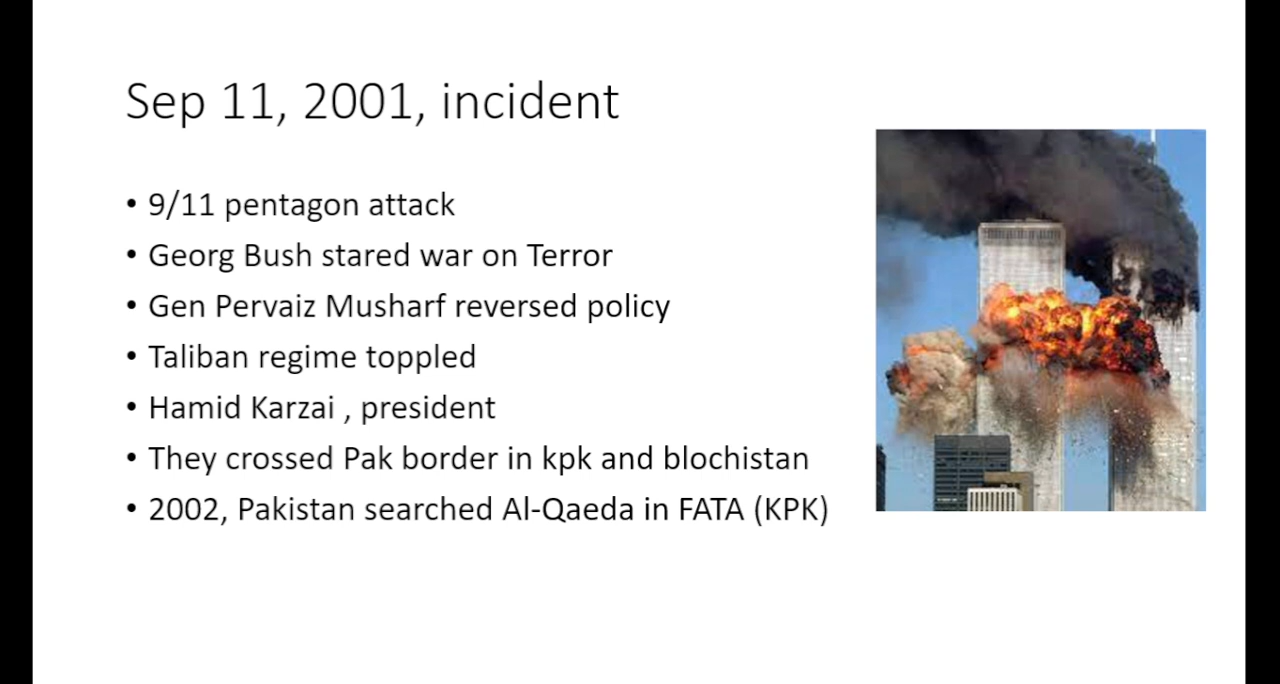 Sep 11, 2001, incident
• 9/11 pentagon attack
• Georg Bush stared war on Terror
• Gen Pervaiz Musharf reversed policy
• Taliban regime toppled
• Hamid Karzai , president
• They crossed Pak border in kpk and blochistan
• 2002, Pakistan searched Al-Qaeda in FATA (KPK)